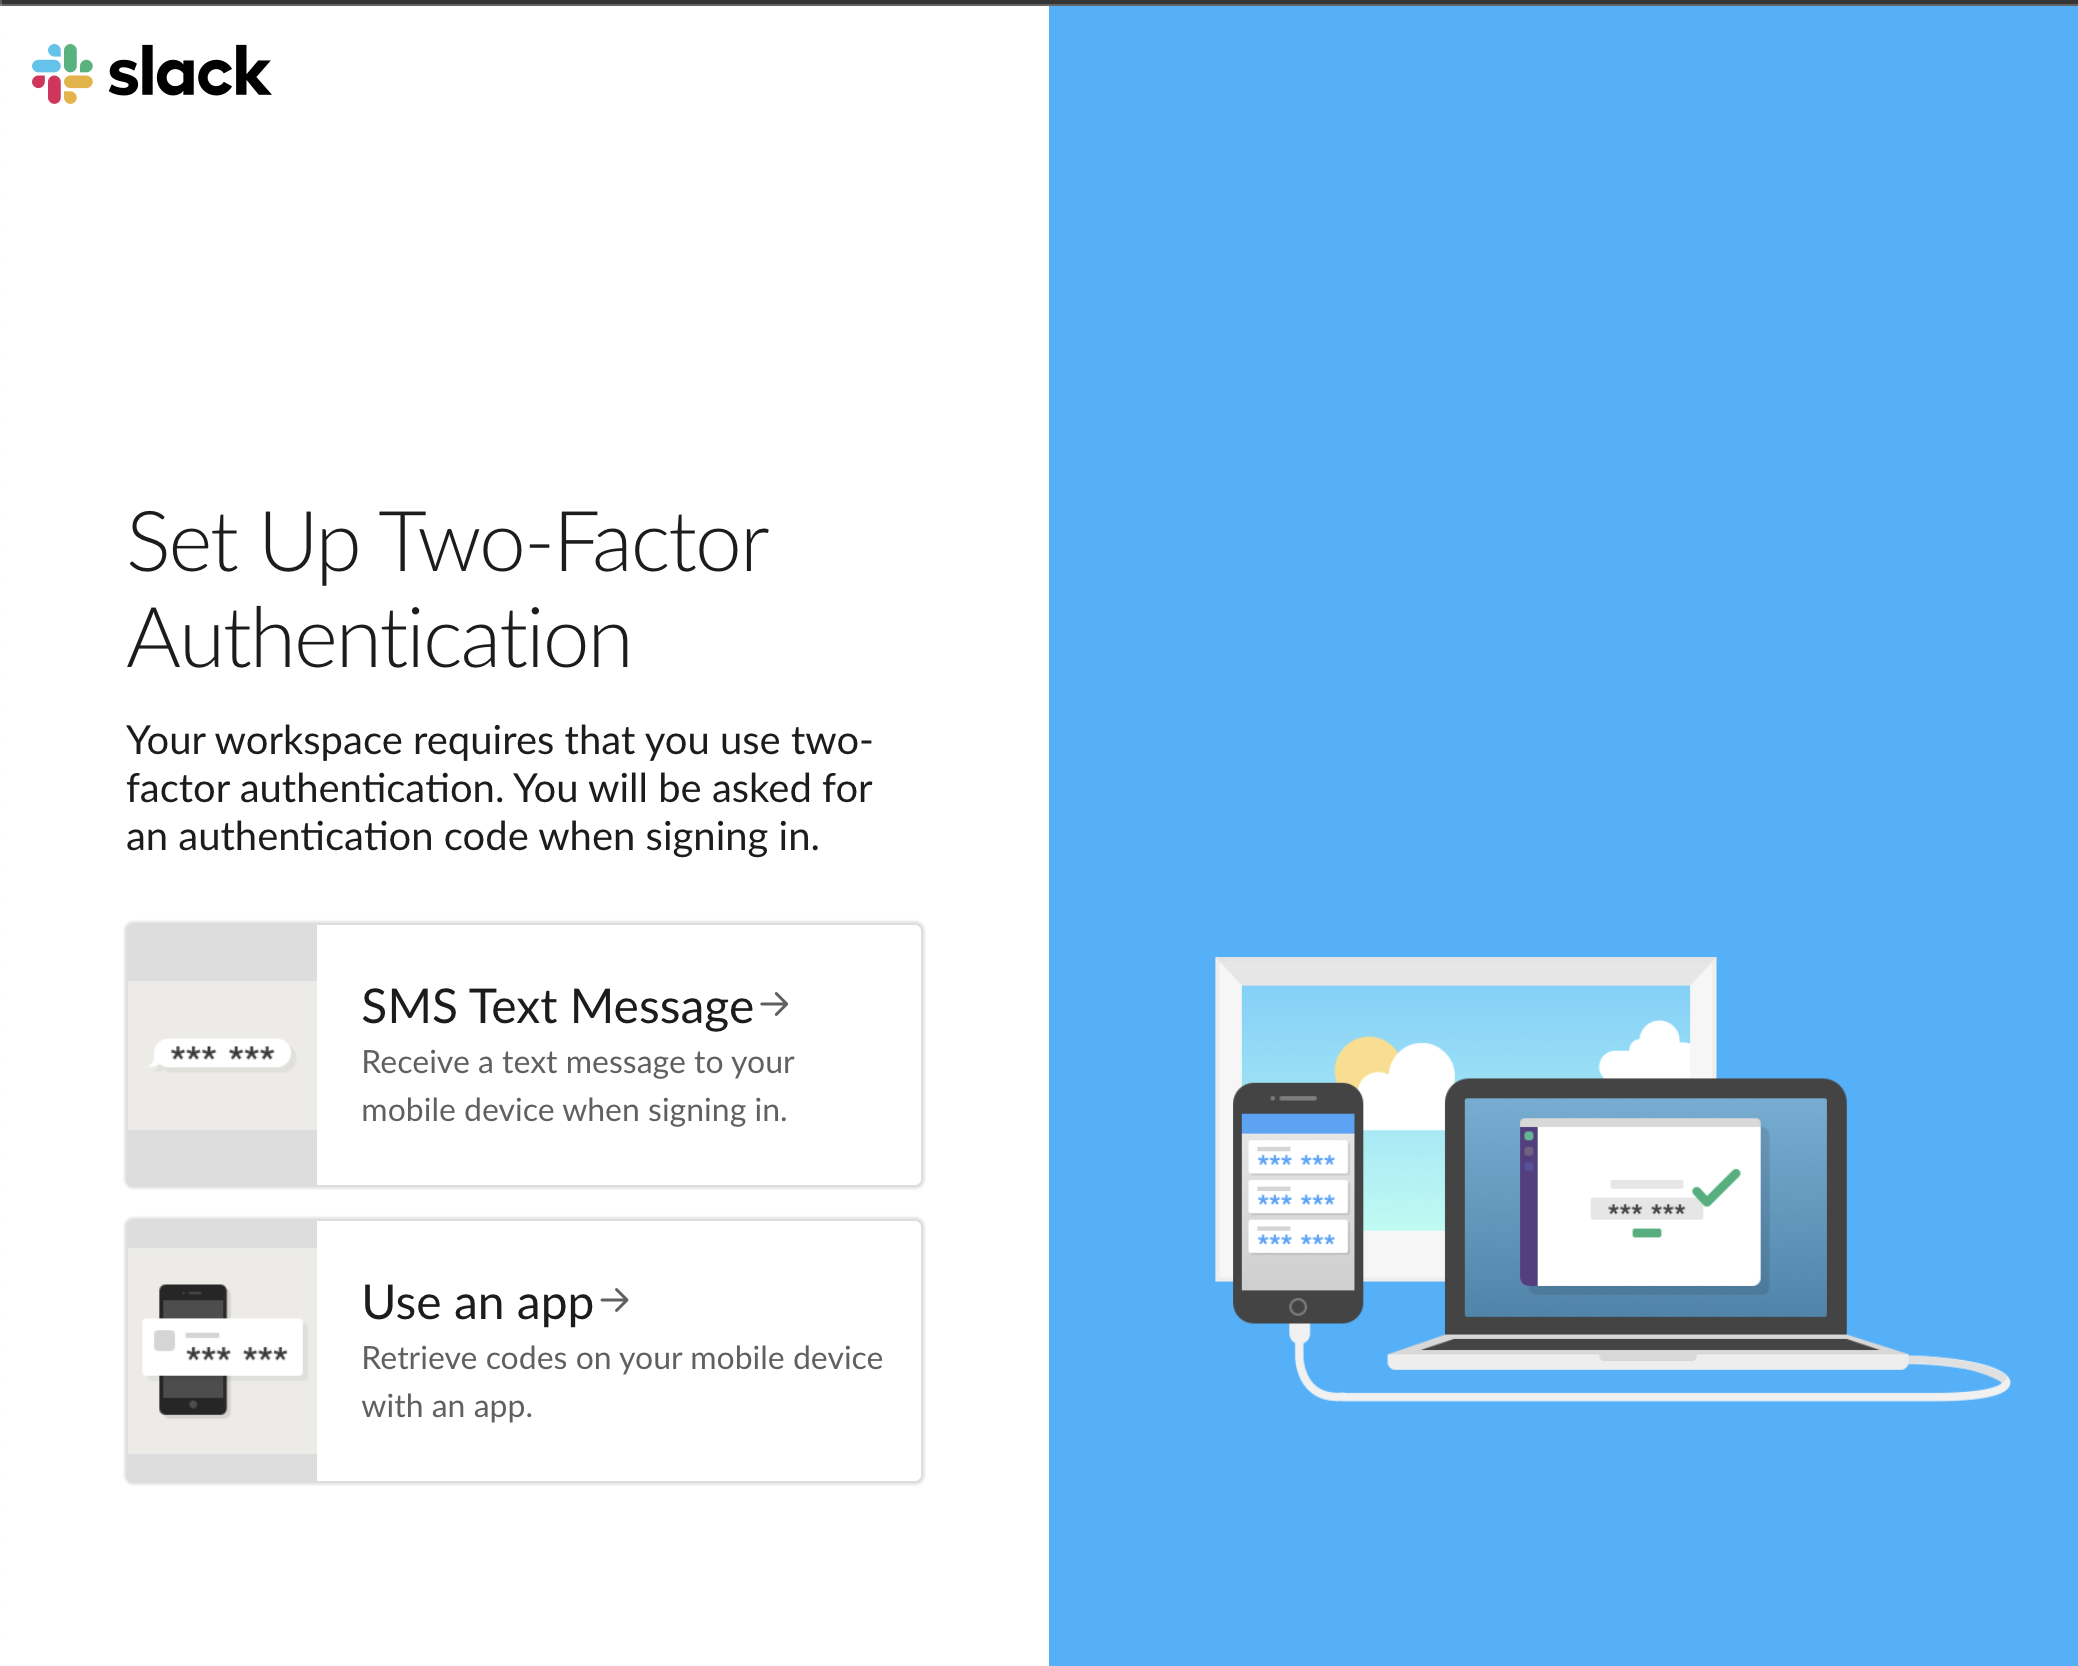 slack
Set Up Two-Factor
Authentication
Your workspace requires that you use two-
factor authentication. You will be asked for
an authentication code when signing in.
*** ***
SMS Text Message→
Receive a text message to your
mobile device when signing in.
*** ***
Use an app→
Retrieve codes on your mobile device
with an app.
*** ***
*** ***
*** ***
*** ***